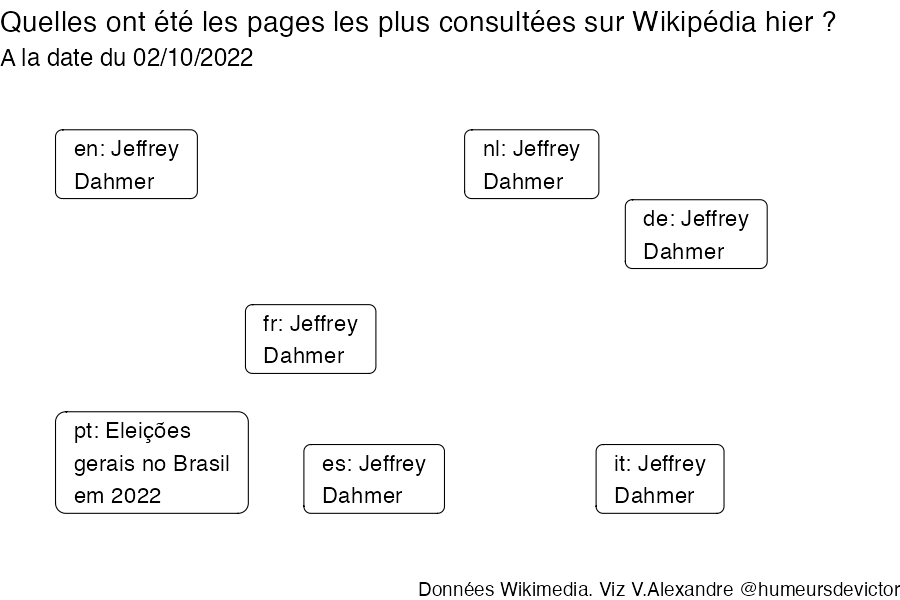 Quelles ont été les pages les plus consultées sur Wikipédia hier ?
A la date du 02/10/2022
en: Jeffrey
Dahmer
nl: Jeffrey
Dahmer
de: Jeffrey
Dahmer
fr: Jeffrey
Dahmer
pt: Eleições
gerais no Brasil
em 2022
es: Jeffrey
Dahmer
it: Jeffrey
Dahmer
Données Wikimedia. Viz V.Alexandre @humeursdevictor